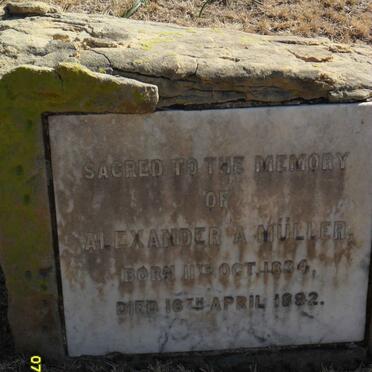 SACRED TO THE MEMORY
OF
ALEXANDER A MÜLLER.
BORN 11TH OCT. 1834,
DIED 16TH APRIL 1892.
07